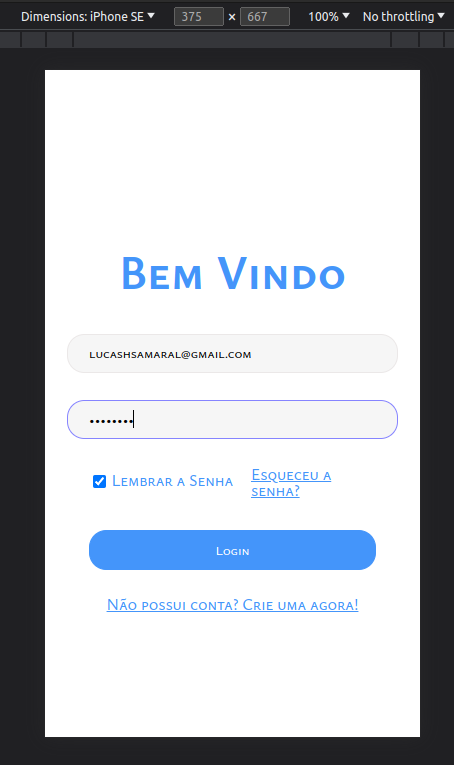 Dimensions: iPhone SE 375 × 667 100% No throttling
Bem Vindo
lucashsamaral@gmail.com
••••••••
Lembrar a Senha
Esqueceu a
senha?
Login
Não possui conta? Crie uma agora!